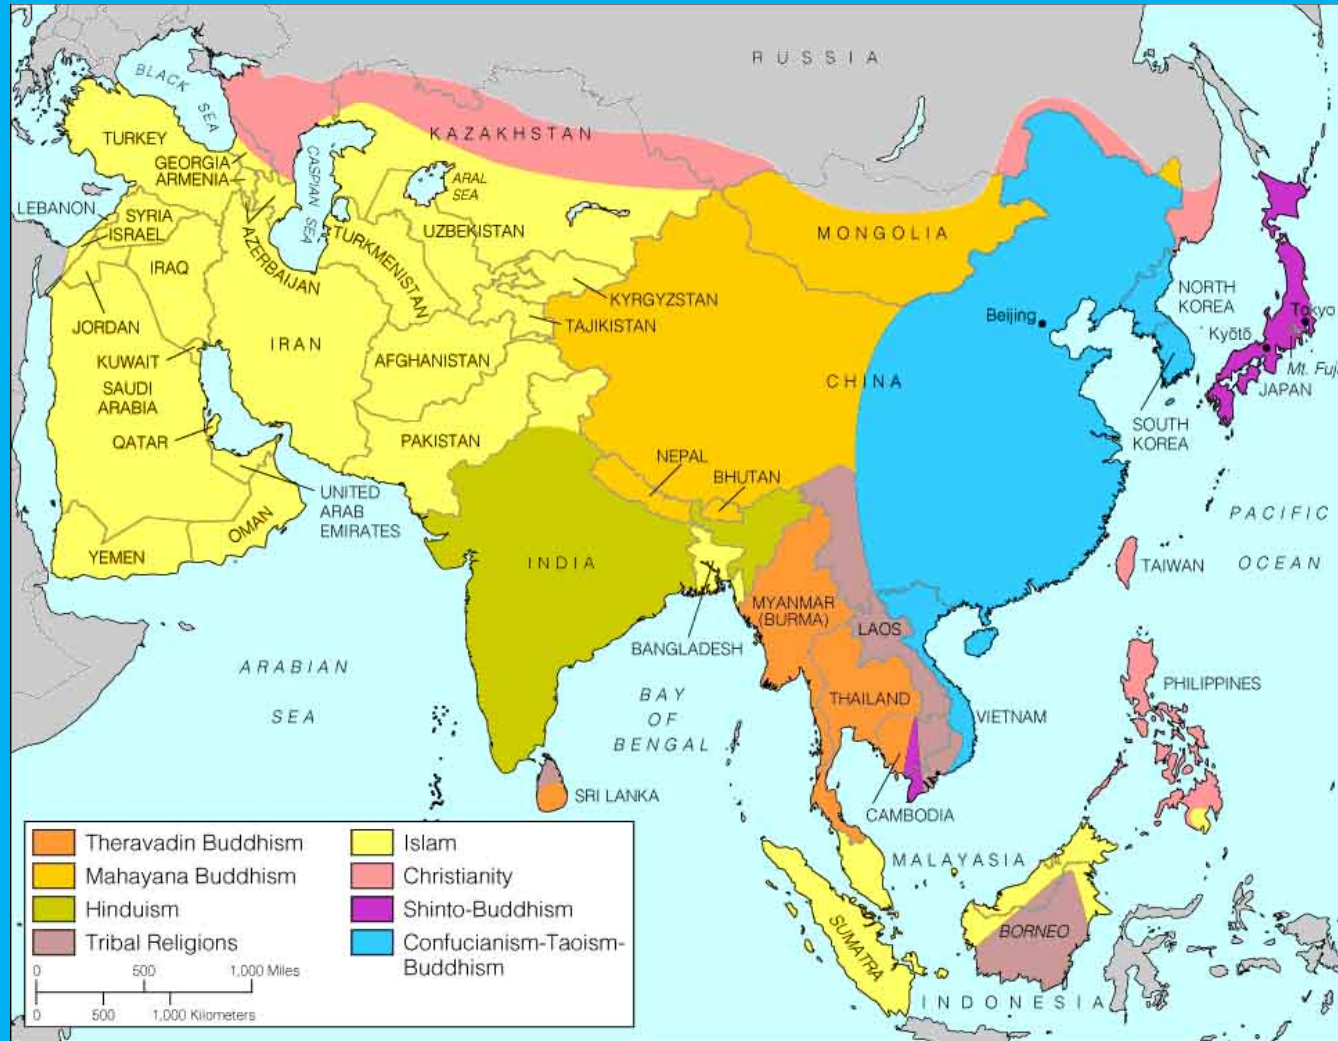 RUSSIA
BLACK
SEA
TURKEY
GEORGIA
ARMENIA
KAZAKHSTAN
CASPIAN SEA
ARAL
SEA
LEBANON
SYRIA
ISRAEL
IRAQ
AZERBAIJAN
TURKMENISTAN
UZBEKISTAN
MONGOLIA
KYRGYZSTAN
TAJIKISTAN
JORDAN
IRAN
AFGHANISTAN
KUWAIT
SAUDI
ARABIA
QATAR
PAKISTAN
CHINA
Beijing
NORTH
KOREA
Tokyo
Kyōtō
Mt. Fuj
JAPAN
SOUTH
KOREA
NEPAL
BHUTAN
UNITED
ARAB
EMIRATES
OMAN
YEMEN
INDIA
PACIFIC
OCEAN
TAIWAN
MYANMAR
(BURMA)
LAOS
BANGLADESH
ARABIAN
SEA
BAY
OF
BENGAL
THAILAND
VIETNAM
PHILIPPINES
SRI LANKA
CAMBODIA
MALAYASIA
BORNEO
SUMATRA
INDONESIA
Theravadin Buddhism
Mahayana Buddhism
Hinduism
Tribal Religions
Islam
Christianity
Shinto-Buddhism
Confucianism-Taoism-
Buddhism
0 500 1,000 Miles
0 500 1,000 Kilometers